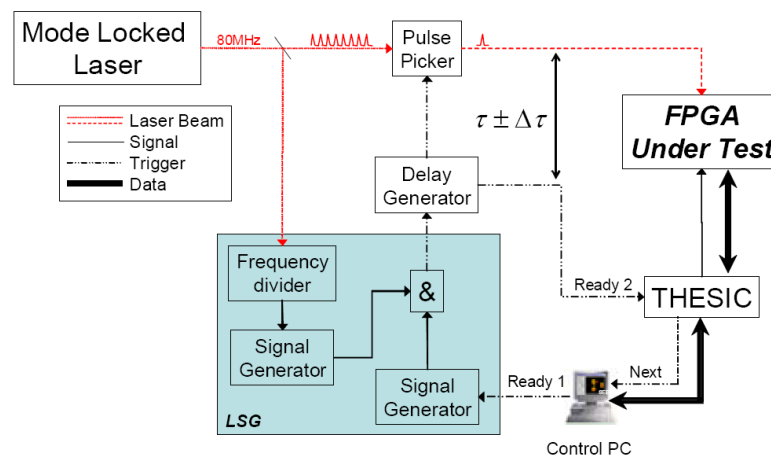 Mode Locked
Laser
80MHz
Pulse
Picker
Laser Beam
Signal
Trigger
Data
τ ± Δ τ
FPGA
Under Test
Delay
Generator
Frequency
divider
&
Ready 2
THESIC
Signal
Generator
Signal
Generator
Ready 1
Next
LSG
Control PC